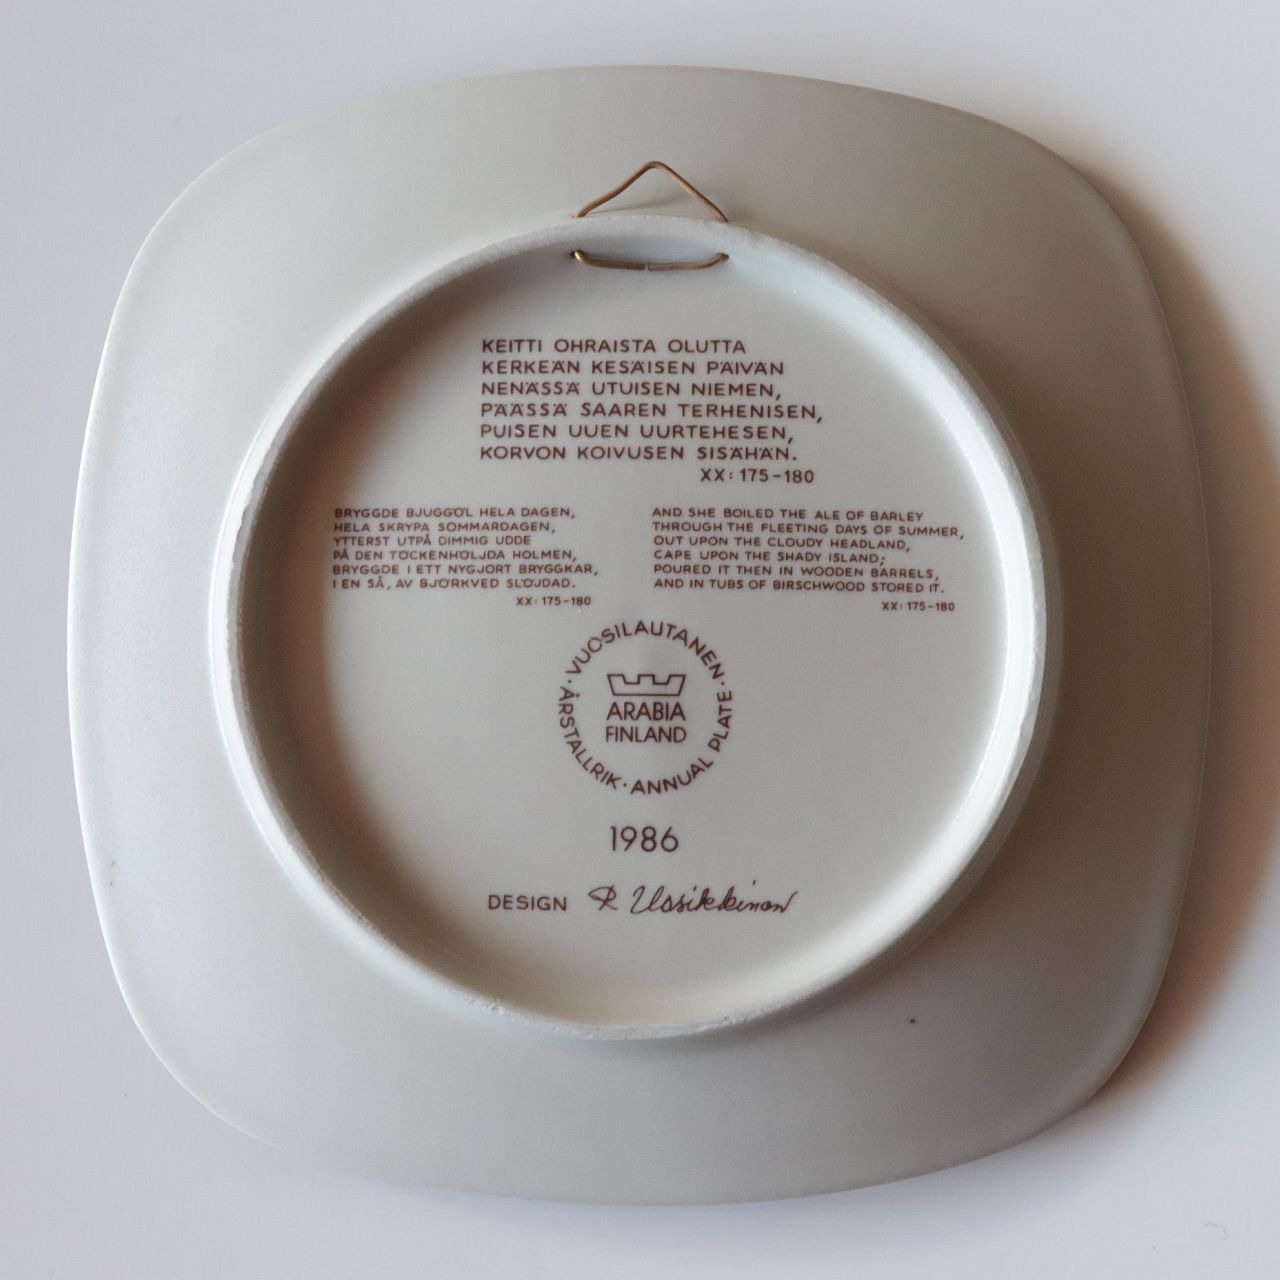 KEITTI OHRAISTA OLUTTA
KERKEÄN KESÄISEN PÄIVÄN
NENÄSSÄ UTUISEN NIEMEN,
PÄÄSSÄ SAAREN TERHENISEN,
PUISEN UUEN UURTEHESEN,
KORVON KOIVUSEN SISÄHÄN.
XX: 175-180
BRYGGDE BJUGGÖL HELA DAGEN,
HELA SKRYPA SOMMARDAGEN,
YTTERST UTPÅ DIMMIG UDDE
PÅ DEN TÖCKENHÖLJDA HOLMEN,
BRYGGDE I ETT NYGJORT BRYGGKAR,
I EN SÅ, AV BJÖRKVED SLÖJDAD.
XX: 175-180
AND SHE BOILED THE ALE OF BARLEY
THROUGH THE FLEETING DAYS OF SUMMER,
OUT UPON THE CLOUDY HEADLAND,
CAPE UPON THE SHADY ISLAND;
POURED IT THEN IN WOODEN BARRELS,
AND IN TUBS OF BIRSCHWOOD STORED IT.
XX: 175-180
VUOSILAUTANEN · ANNUAL PLATE · ÅRSTALLRIK ·
ARABIA
FINLAND
1986
DESIGN R Uosikkinen